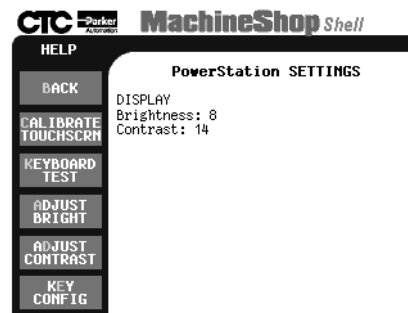 CTC Parker Automation MachineShop Shell
HELP
PowerStation SETTINGS
BACK
DISPLAY
Brightness: 8
Contrast: 14
CALIBRATE
TOUCHSCRN
KEYBOARD
TEST
ADJUST
BRIGHT
ADJUST
CONTRAST
KEY
CONFIG